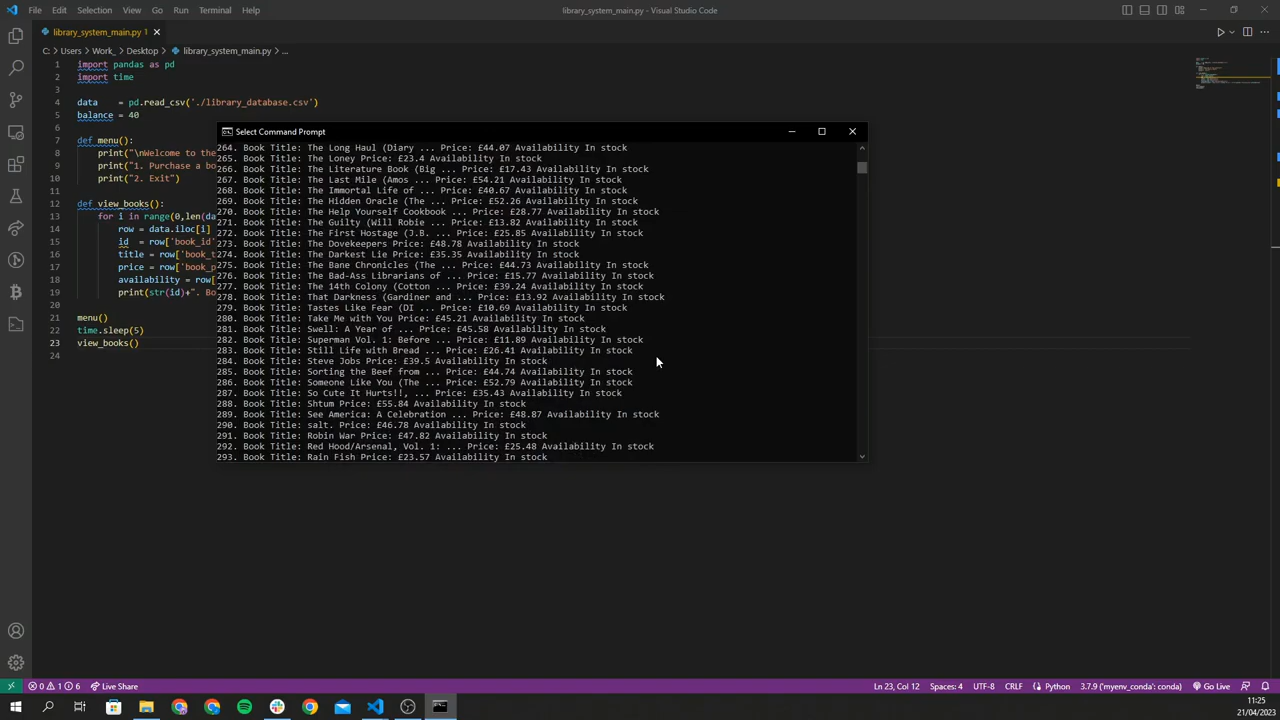 File Edit Selection View Go Run Terminal Help
library_system_main.py - Visual Studio Code
library_system_main.py 1
C: > Users > Work_ > Desktop > library_system_main.py > ...
1 import pandas as pd
2 import time
3
4 data = pd.read_csv('./library_database.csv')
5 balance = 40
6
7 def menu():
8 print("\nWelcome to the
9 print("1. Purchase a bo
10 print("2. Exit")
11
12 def view_books():
13 for i in range(0,len(da
14 row = data.iloc[i]
15 id = row['book_id'
16 title = row['book_t
17 price = row['book_p
18 availability = row[
19 print(str(id)+". Bo
20
21 menu()
22 time.sleep(5)
23 view_books()
24
Select Command Prompt
264. Book Title: The Long Haul (Diary ... Price: £44.07 Availability In stock
265. Book Title: The Loney Price: £23.4 Availability In stock
266. Book Title: The Literature Book (Big ... Price: £17.43 Availability In stock
267. Book Title: The Last Mile (Amos ... Price: £54.21 Availability In stock
268. Book Title: The Immortal Life of ... Price: £40.67 Availability In stock
269. Book Title: The Hidden Oracle (The ... Price: £52.26 Availability In stock
270. Book Title: The Help Yourself Cookbook ... Price: £28.77 Availability In stock
271. Book Title: The Guilty (Will Robie ... Price: £13.82 Availability In stock
272. Book Title: The First Hostage (J.B. ... Price: £25.85 Availability In stock
273. Book Title: The Dovekeepers Price: £48.78 Availability In stock
274. Book Title: The Darkest Lie Price: £35.35 Availability In stock
275. Book Title: The Bane Chronicles (The ... Price: £44.73 Availability In stock
276. Book Title: The Bad-Ass Librarians of ... Price: £15.77 Availability In stock
277. Book Title: The 14th Colony (Cotton ... Price: £39.24 Availability In stock
278. Book Title: That Darkness (Gardiner and ... Price: £13.92 Availability In stock
279. Book Title: Tastes Like Fear (DI ... Price: £10.69 Availability In stock
280. Book Title: Take Me with You Price: £45.21 Availability In stock
281. Book Title: Swell: A Year of ... Price: £45.58 Availability In stock
282. Book Title: Superman Vol. 1: Before ... Price: £11.89 Availability In stock
283. Book Title: Still Life with Bread ... Price: £26.41 Availability In stock
284. Book Title: Steve Jobs Price: £39.5 Availability In stock
285. Book Title: Sorting the Beef from ... Price: £44.74 Availability In stock
286. Book Title: Someone Like You (The ... Price: £52.79 Availability In stock
287. Book Title: So Cute It Hurts!!, ... Price: £35.43 Availability In stock
288. Book Title: Shtum Price: £55.84 Availability In stock
289. Book Title: See America: A Celebration ... Price: £48.87 Availability In stock
290. Book Title: salt. Price: £46.78 Availability In stock
291. Book Title: Robin War Price: £47.82 Availability In stock
292. Book Title: Red Hood/Arsenal, Vol. 1: ... Price: £25.48 Availability In stock
293. Book Title: Rain Fish Price: £23.57 Availability In stock
0 1 6 Live Share
Ln 23, Col 12 Spaces: 4 UTF-8 CRLF Python 3.7.9 ('myenv_conda': conda) Go Live
11:25
21/04/2023